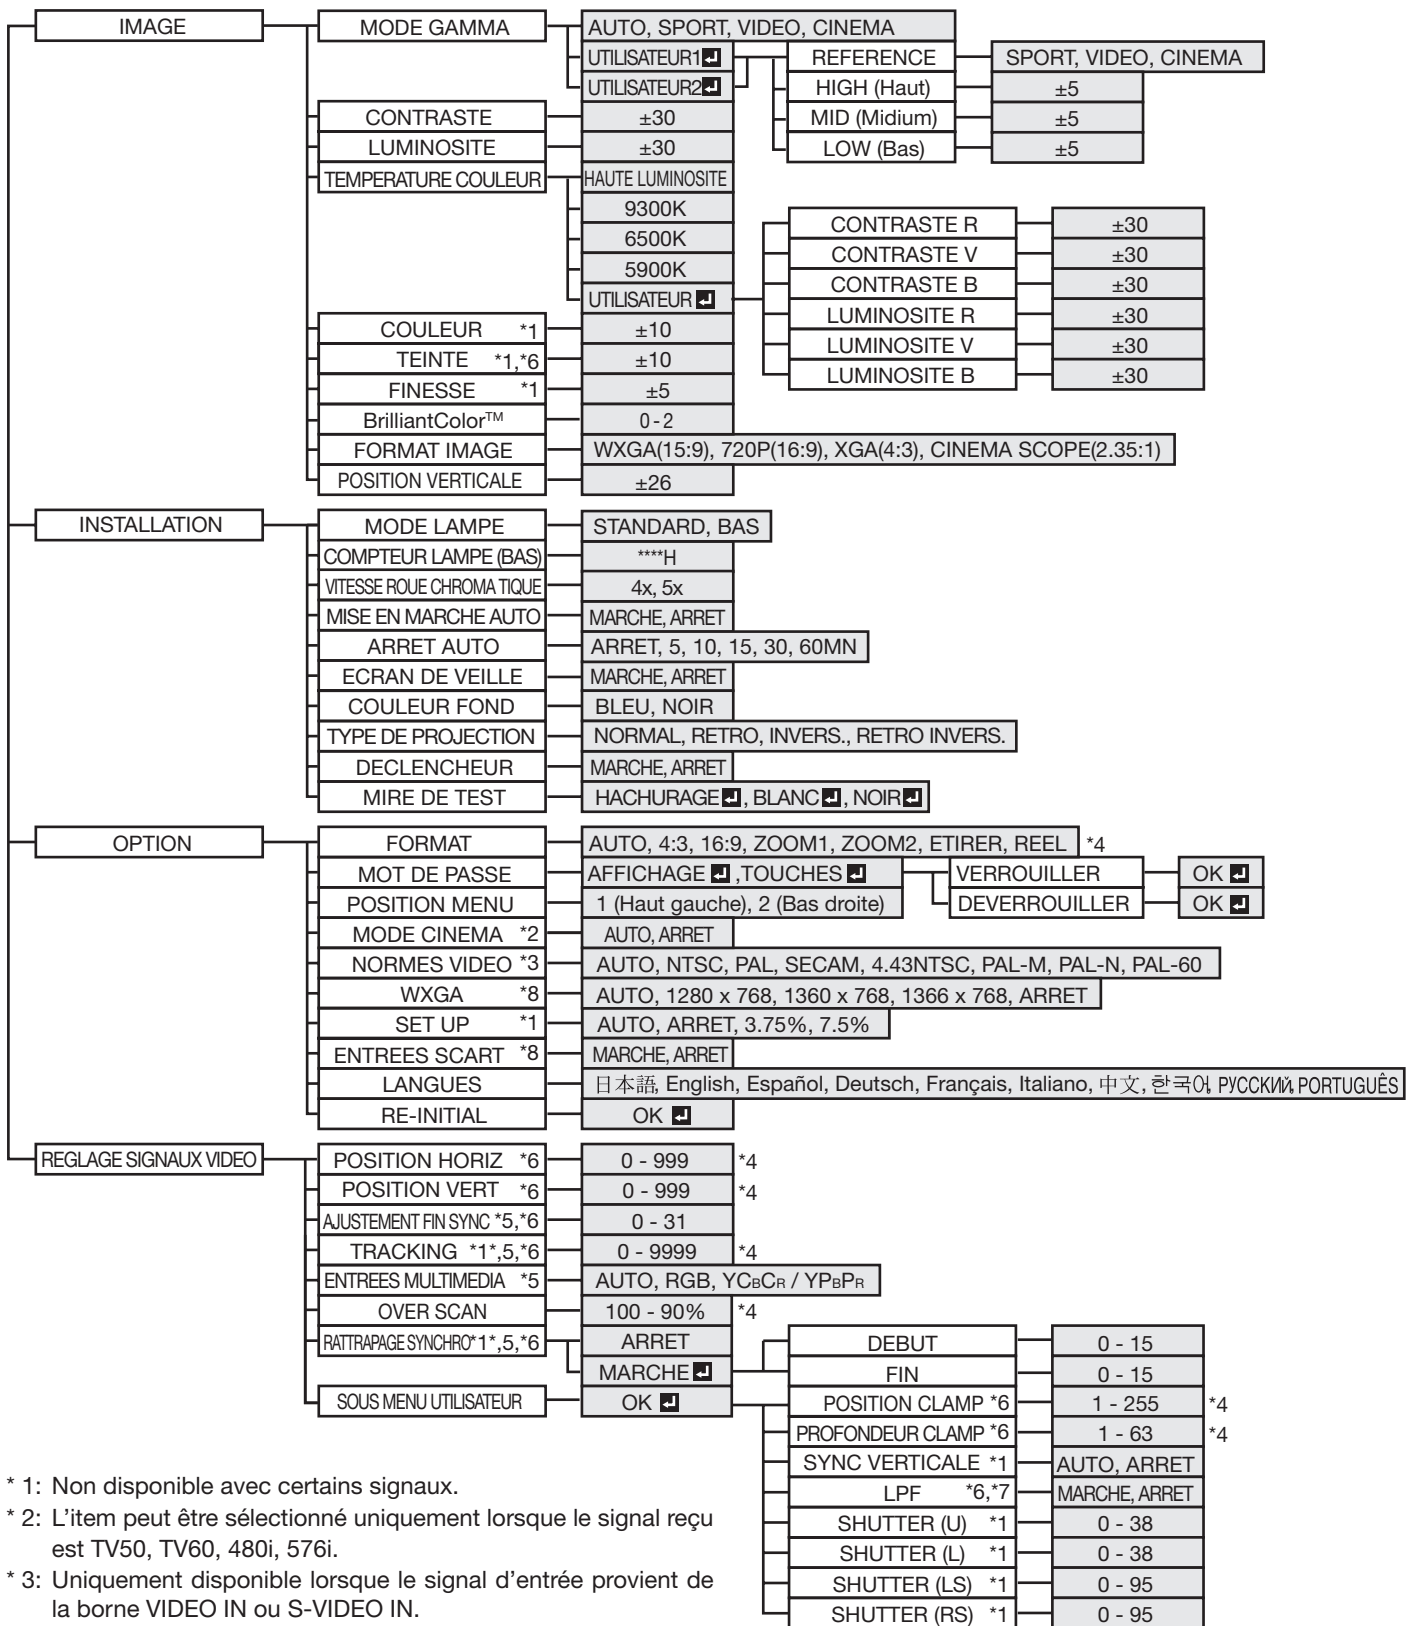 IMAGE MODE GAMMA AUTO, SPORT, VIDEO, CINEMA
UTILISATEUR1 REFERENCE SPORT, VIDEO, CINEMA
UTILISATEUR2 HIGH (Haut) ±5
CONTRASTE ±30 MID (Midium) ±5
LUMINOSITE ±30 LOW (Bas) ±5
TEMPERATURE COULEUR HAUTE LUMINOSITE
9300K CONTRASTE R ±30
6500K CONTRASTE V ±30
5900K CONTRASTE B ±30
UTILISATEUR LUMINOSITE R ±30
COULEUR *1 ±10 LUMINOSITE V ±30
TEINTE *1,*6 ±10 LUMINOSITE B ±30
FINESSE *1 ±5
BrilliantColor™ 0-2
FORMAT IMAGE WXGA(15:9), 720P(16:9), XGA(4:3), CINEMA SCOPE(2.35:1)
POSITION VERTICALE ±26
INSTALLATION MODE LAMPE STANDARD, BAS
COMPTEUR LAMPE (BAS) ****H
VITESSE ROUE CHROMA TIQUE 4x, 5x
MISE EN MARCHE AUTO MARCHE, ARRET
ARRET AUTO ARRET, 5, 10, 15, 30, 60MN
ECRAN DE VEILLE MARCHE, ARRET
COULEUR FOND BLEU, NOIR
TYPE DE PROJECTION NORMAL, RETRO, INVERS., RETRO INVERS.
DECLENCHEUR MARCHE, ARRET
MIRE DE TEST HACHURAGE , BLANC , NOIR
OPTION FORMAT AUTO, 4:3, 16:9, ZOOM1, ZOOM2, ETIRER, REEL *4
MOT DE PASSE AFFICHAGE ,TOUCHES VERROUILLER OK
POSITION MENU 1 (Haut gauche), 2 (Bas droite) DEVERROUILLER OK
MODE CINEMA *2 AUTO, ARRET
NORMES VIDEO *3 AUTO, NTSC, PAL, SECAM, 4.43NTSC, PAL-M, PAL-N, PAL-60
WXGA *8 AUTO, 1280 x 768, 1360 x 768, 1366 x 768, ARRET
SET UP *1 AUTO, ARRET, 3.75%, 7.5%
ENTREES SCART *8 MARCHE, ARRET
LANGUES 日本語, English, Español, Deutsch, Français, Italiano, 中文, 한국어, РУССКИЙ, PORTUGUÊS
RE-INITIAL OK
REGLAGE SIGNAUX VIDEO POSITION HORIZ *6 0 - 999 *4
POSITION VERT *6 0 - 999 *4
AJUSTEMENT FIN SYNC *5,*6 0 - 31
TRACKING *1*,5,*6 0 - 9999 *4
ENTREES MULTIMEDIA *5 AUTO, RGB, YCBCR / YPBPR
OVER SCAN 100 - 90% *4
RATTRAPAGE SYNCHRO*1*,5,*6 ARRET DEBUT 0 - 15
MARCHE FIN 0 - 15
SOUS MENU UTILISATEUR OK POSITION CLAMP *6 1 - 255 *4
PROFONDEUR CLAMP *6 1 - 63 *4
SYNC VERTICALE *1 AUTO, ARRET
LPF *6,*7 MARCHE, ARRET
SHUTTER (U) *1 0 - 38
SHUTTER (L) *1 0 - 38
SHUTTER (LS) *1 0 - 95
SHUTTER (RS) *1 0 - 95
* 1: Non disponible avec certains signaux.
* 2: L'item peut être sélectionné uniquement lorsque le signal reçu
est TV50, TV60, 480i, 576i.
* 3: Uniquement disponible lorsque le signal d'entrée provient de
la borne VIDEO IN ou S-VIDEO IN.